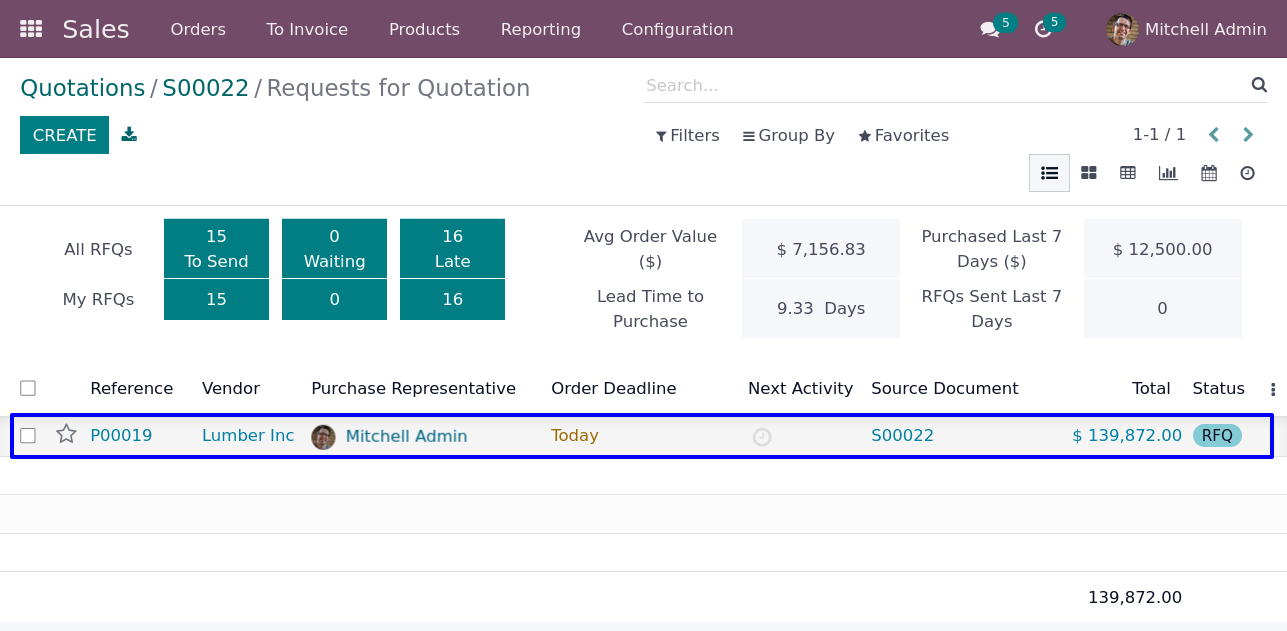 Sales Orders To Invoice Products Reporting Configuration 5 5 Mitchell Admin
Quotations / S00022 / Requests for Quotation
Search...
CREATE
Filters Group By Favorites 1-1 / 1
All RFQs
15
To Send
0
Waiting
16
Late
My RFQs 15 0 16
Avg Order Value
($)
$ 7,156.83
Purchased Last 7
Days ($)
$ 12,500.00
Lead Time to
Purchase
9.33 Days
RFQs Sent Last 7
Days
0
Reference Vendor Purchase Representative Order Deadline Next Activity Source Document Total Status
P00019 Lumber Inc Mitchell Admin Today S00022 $ 139,872.00 RFQ
139,872.00